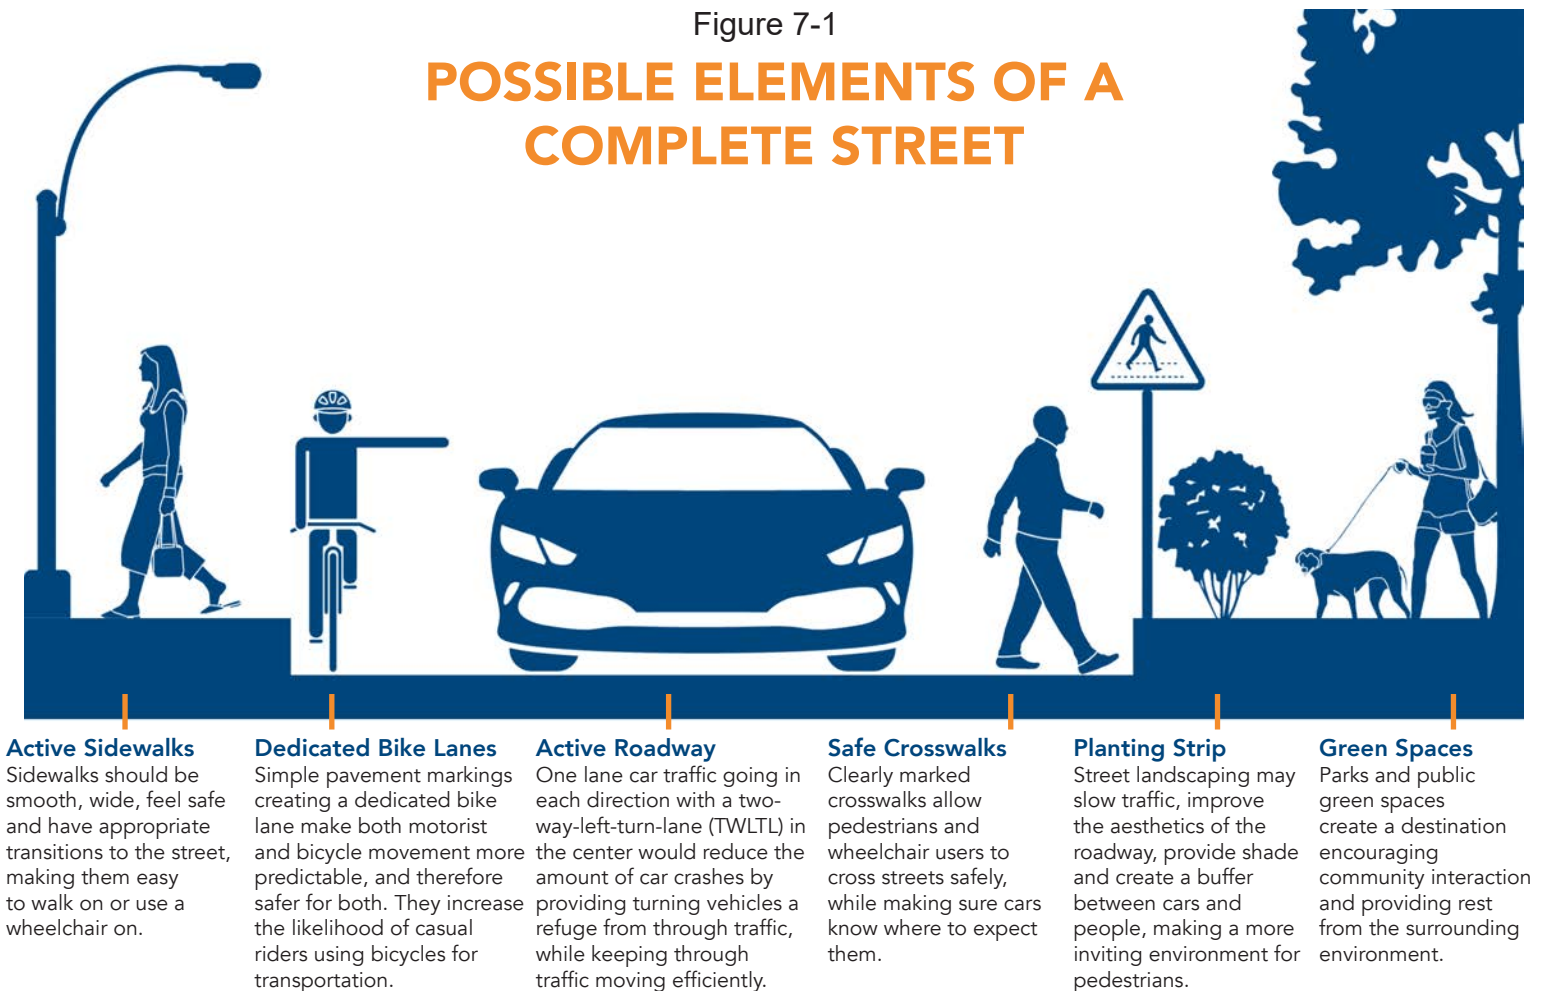 Figure 7-1
POSSIBLE ELEMENTS OF A
COMPLETE STREET
Active Sidewalks
Sidewalks should be
smooth, wide, feel safe
and have appropriate
transitions to the street,
making them easy
to walk on or use a
wheelchair on.
Dedicated Bike Lanes
Simple pavement markings
creating a dedicated bike
lane make both motorist
and bicycle movement more
predictable, and therefore
safer for both. They increase
the likelihood of casual
riders using bicycles for
transportation.
Active Roadway
One lane car traffic going in
each direction with a two-
way-left-turn-lane (TWLTL) in
the center would reduce the
amount of car crashes by
providing turning vehicles a
refuge from through traffic,
while keeping through
traffic moving efficiently.
Safe Crosswalks
Clearly marked
crosswalks allow
pedestrians and
wheelchair users to
cross streets safely,
while making sure cars
know where to expect
them.
Planting Strip
Street landscaping may
slow traffic, improve
the aesthetics of the
roadway, provide shade
and create a buffer
between cars and
people, making a more
inviting environment for
pedestrians.
Green Spaces
Parks and public
green spaces
create a destination
encouraging
community interaction
and providing rest
from the surrounding
environment.